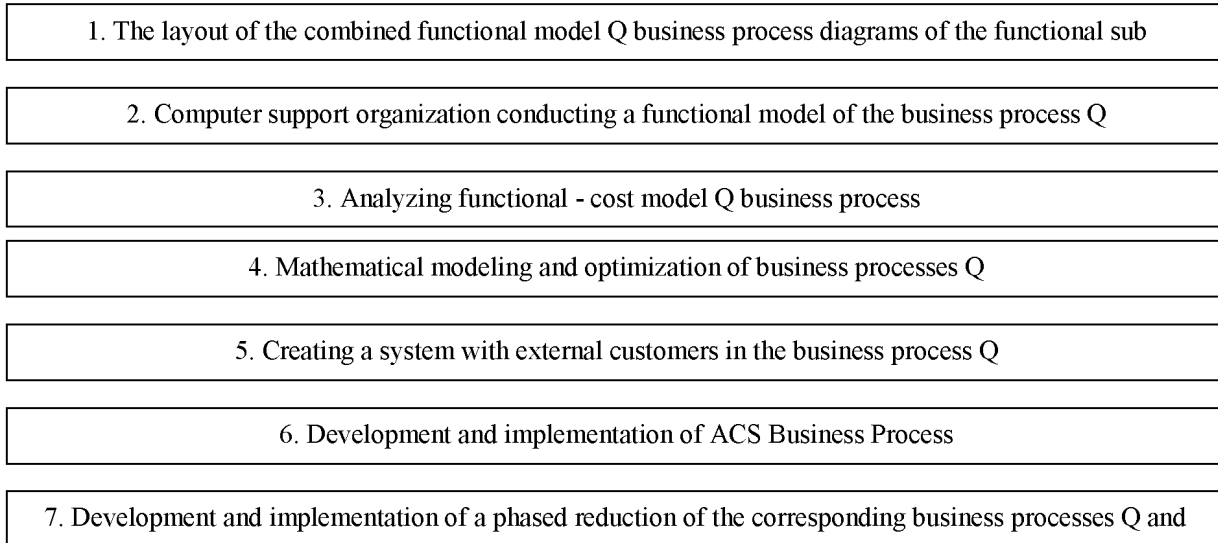 1. The layout of the combined functional model Q business process diagrams of the functional sub
2. Computer support organization conducting a functional model of the business process Q
3. Analyzing functional - cost model Q business process
4. Mathematical modeling and optimization of business processes Q
5. Creating a system with external customers in the business process Q
6. Development and implementation of ACS Business Process
7. Development and implementation of a phased reduction of the corresponding business processes Q and